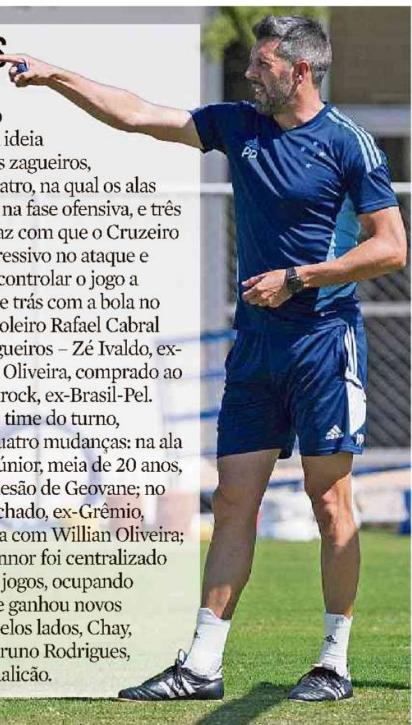 ideia
s zagueiros,
atro, na qual os alas
na fase ofensiva, e três
az com que o Cruzeiro
ressivo no ataque e
controlar o jogo a
e trás com a bola no
oleiro Rafael Cabral
gueiros – Zé Ivaldo, ex-
Oliveira, comprado ao
rock, ex-Brasil-Pel.
time do turno,
uatro mudanças: na ala
únior, meia de 20 anos,
esão de Geovane; no
chado, ex-Grêmio,
a com Willian Oliveira;
nnor foi centralizado
jogos, ocupando
e ganhou novos
elos lados, Chay,
runo Rodrigues,
alicão.
PP
adidas